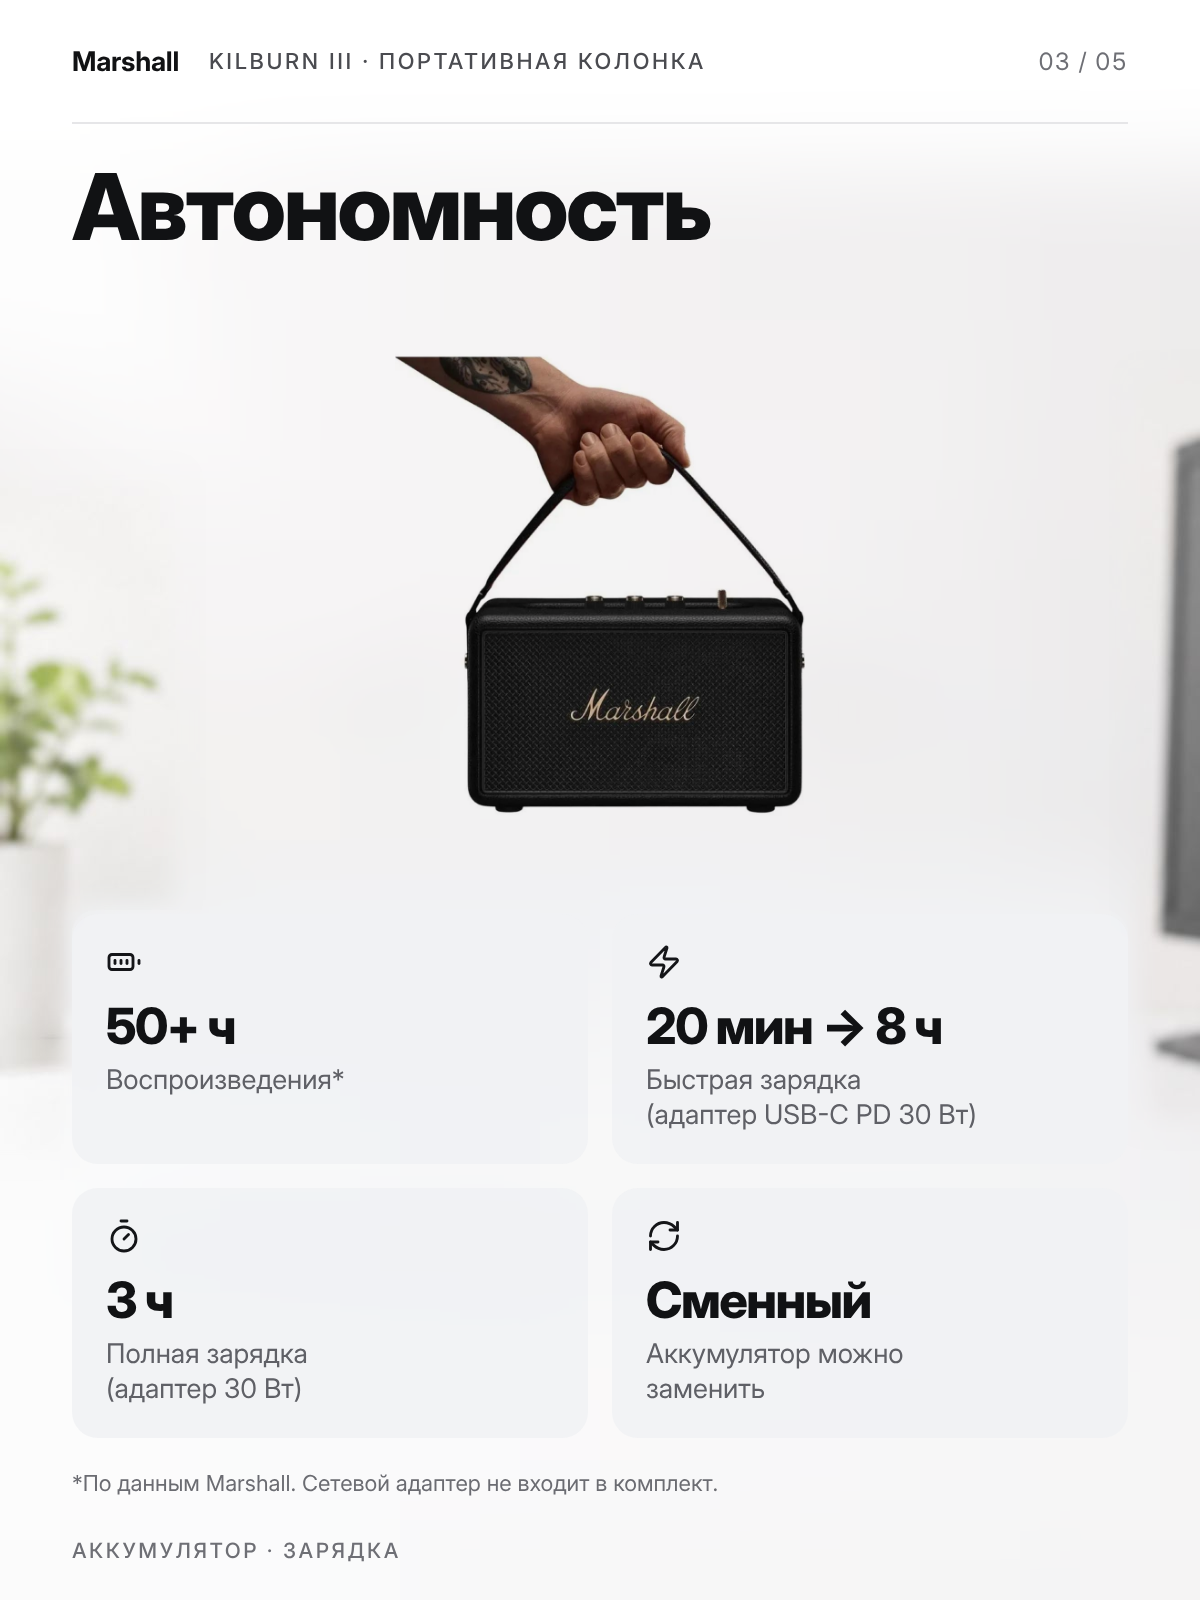 Marshall KILBURN III · ПОРТАТИВНАЯ КОЛОНКА 03 / 05
Автономность
Marshall
50+ ч
Воспроизведения*
20 мин → 8 ч
Быстрая зарядка
(адаптер USB-C PD 30 Вт)
3 ч
Полная зарядка
(адаптер 30 Вт)
Сменный
Аккумулятор можно
заменить
*По данным Marshall. Сетевой адаптер не входит в комплект.
АККУМУЛЯТОР · ЗАРЯДКА